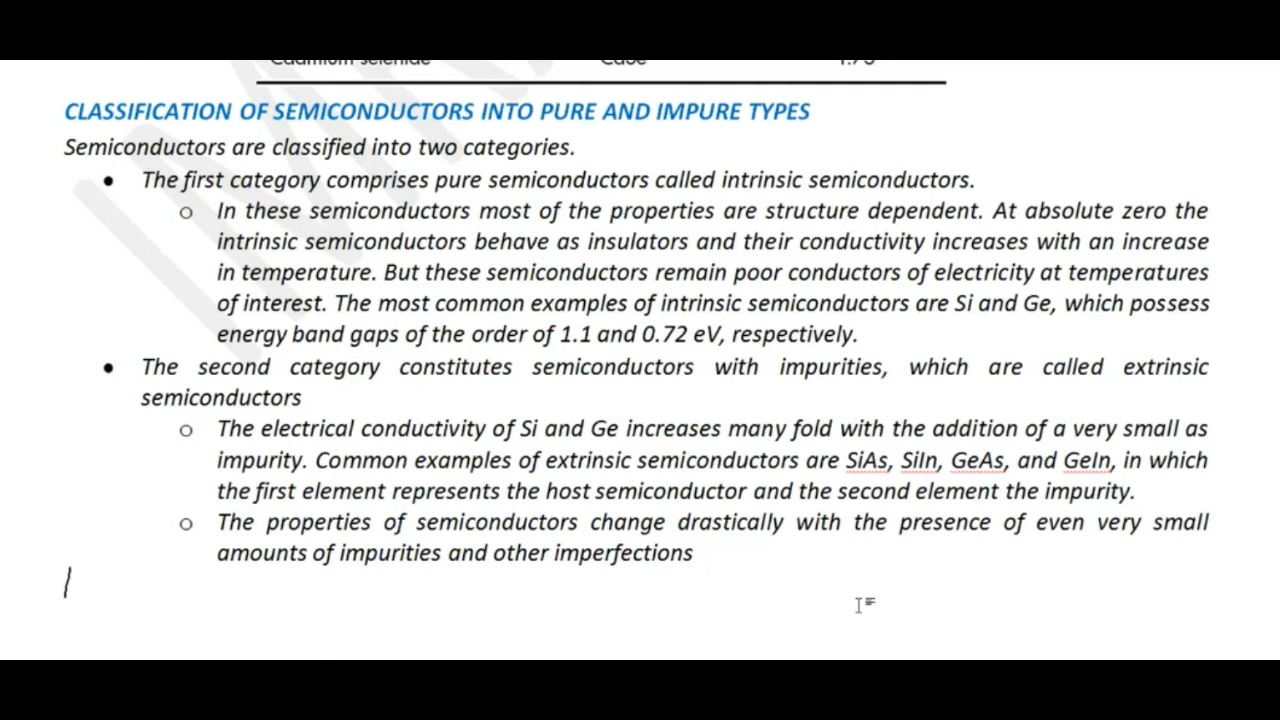 Cadmium selenide CdSe 1.75
CLASSIFICATION OF SEMICONDUCTORS INTO PURE AND IMPURE TYPES
Semiconductors are classified into two categories.
• The first category comprises pure semiconductors called intrinsic semiconductors.
o In these semiconductors most of the properties are structure dependent. At absolute zero the
intrinsic semiconductors behave as insulators and their conductivity increases with an increase
in temperature. But these semiconductors remain poor conductors of electricity at temperatures
of interest. The most common examples of intrinsic semiconductors are Si and Ge, which possess
energy band gaps of the order of 1.1 and 0.72 eV, respectively.
• The second category constitutes semiconductors with impurities, which are called extrinsic
semiconductors
o The electrical conductivity of Si and Ge increases many fold with the addition of a very small as
impurity. Common examples of extrinsic semiconductors are SiAs, SiIn, GeAs, and GeIn, in which
the first element represents the host semiconductor and the second element the impurity.
o The properties of semiconductors change drastically with the presence of even very small
amounts of impurities and other imperfections